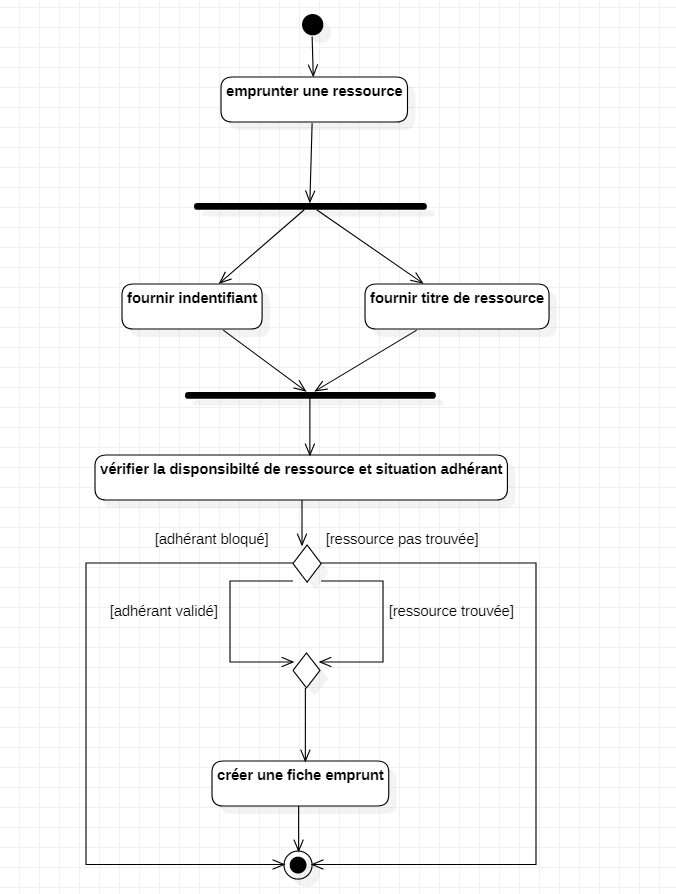 emprunter une ressource
fournir indentifiant
fournir titre de ressource
vérifier la disponsibilté de ressource et situation adhérant
[adhérant bloqué]
[ressource pas trouvée]
[adhérant validé]
[ressource trouvée]
créer une fiche emprunt